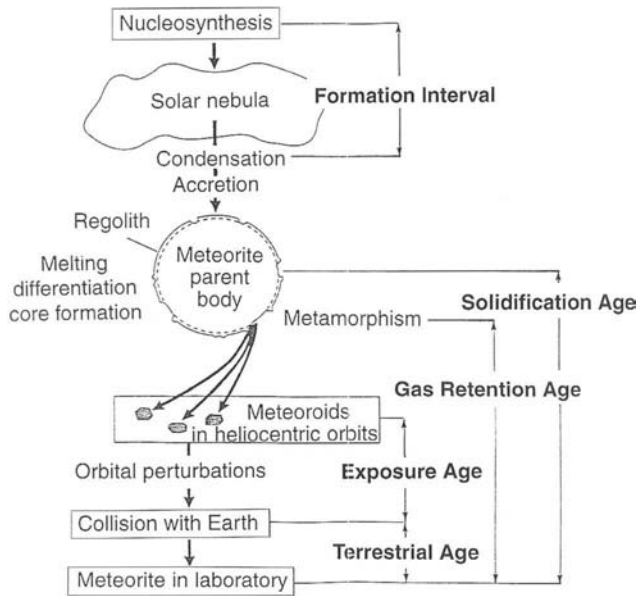 Nucleosynthesis
Solar nebula
Formation Interval
Condensation
Accretion
Regolith
Meteorite
parent
body
Melting
differentiation
core formation
Solidification Age
Metamorphism
Gas Retention Age
Meteoroids
in heliocentric orbits
Orbital perturbations
Exposure Age
Collision with Earth
Terrestrial Age
Meteorite in laboratory